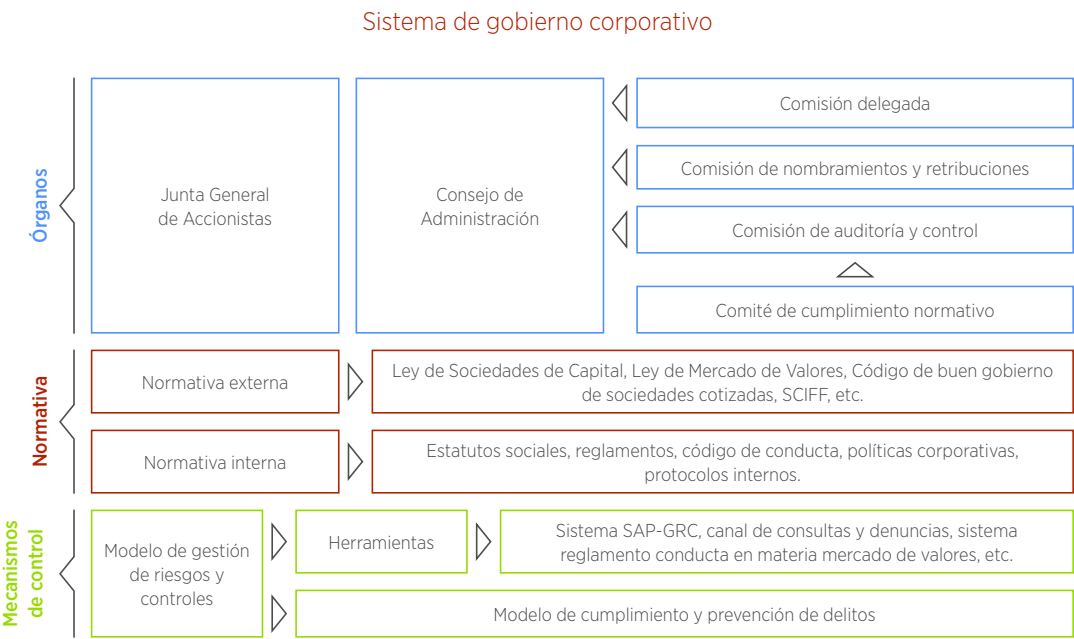 Sistema de gobierno corporativo
Órganos
Junta General
de Accionistas
Consejo de
Administración
Comisión delegada
Comisión de nombramientos y retribuciones
Comisión de auditoría y control
Comité de cumplimiento normativo
Normativa
Normativa externa
Ley de Sociedades de Capital, Ley de Mercado de Valores, Código de buen gobierno
de sociedades cotizadas, SCIFF, etc.
Normativa interna
Estatutos sociales, reglamentos, código de conducta, políticas corporativas,
protocolos internos.
Mecanismos
de control
Modelo de gestión
de riesgos y
controles
Herramientas
Sistema SAP-GRC, canal de consultas y denuncias, sistema
reglamento conducta en materia mercado de valores, etc.
Modelo de cumplimiento y prevención de delitos